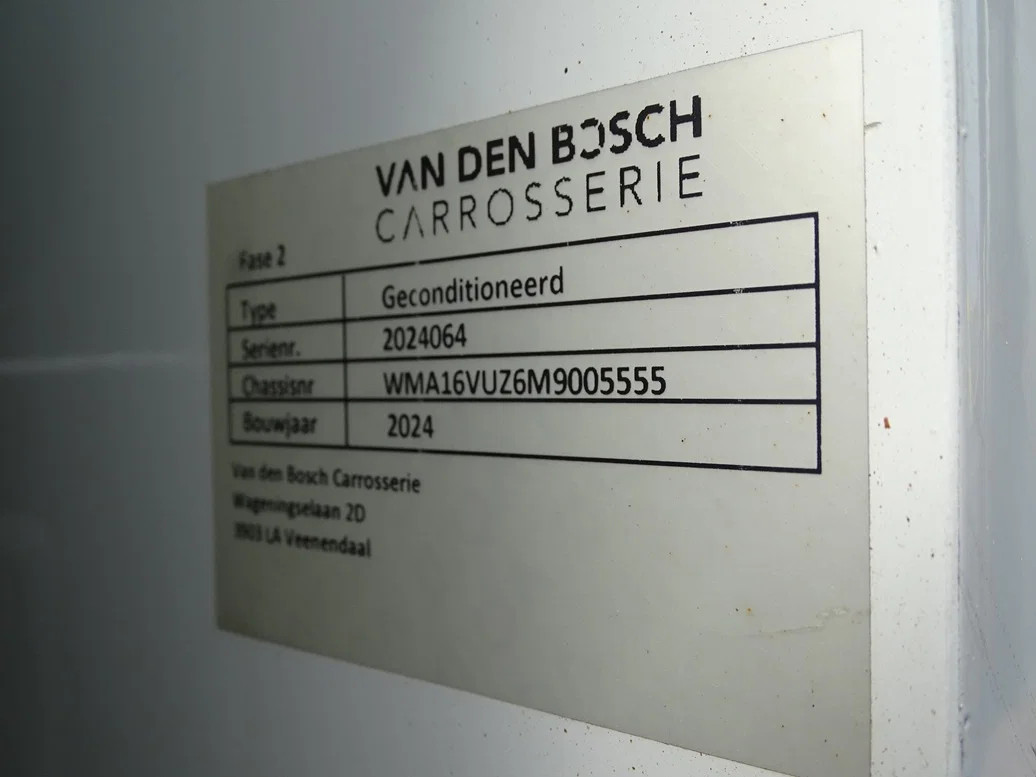 VAN DEN BOSCH
CARROSSERIE
Fase 2
Type Geconditioneerd
Serienr. 2024064
Chassisnr WMA16VUZ6M9005555
Bouwjaar 2024
Van den Bosch Carrosserie
Wageningselaan 2D
3903 LA Veenendaal